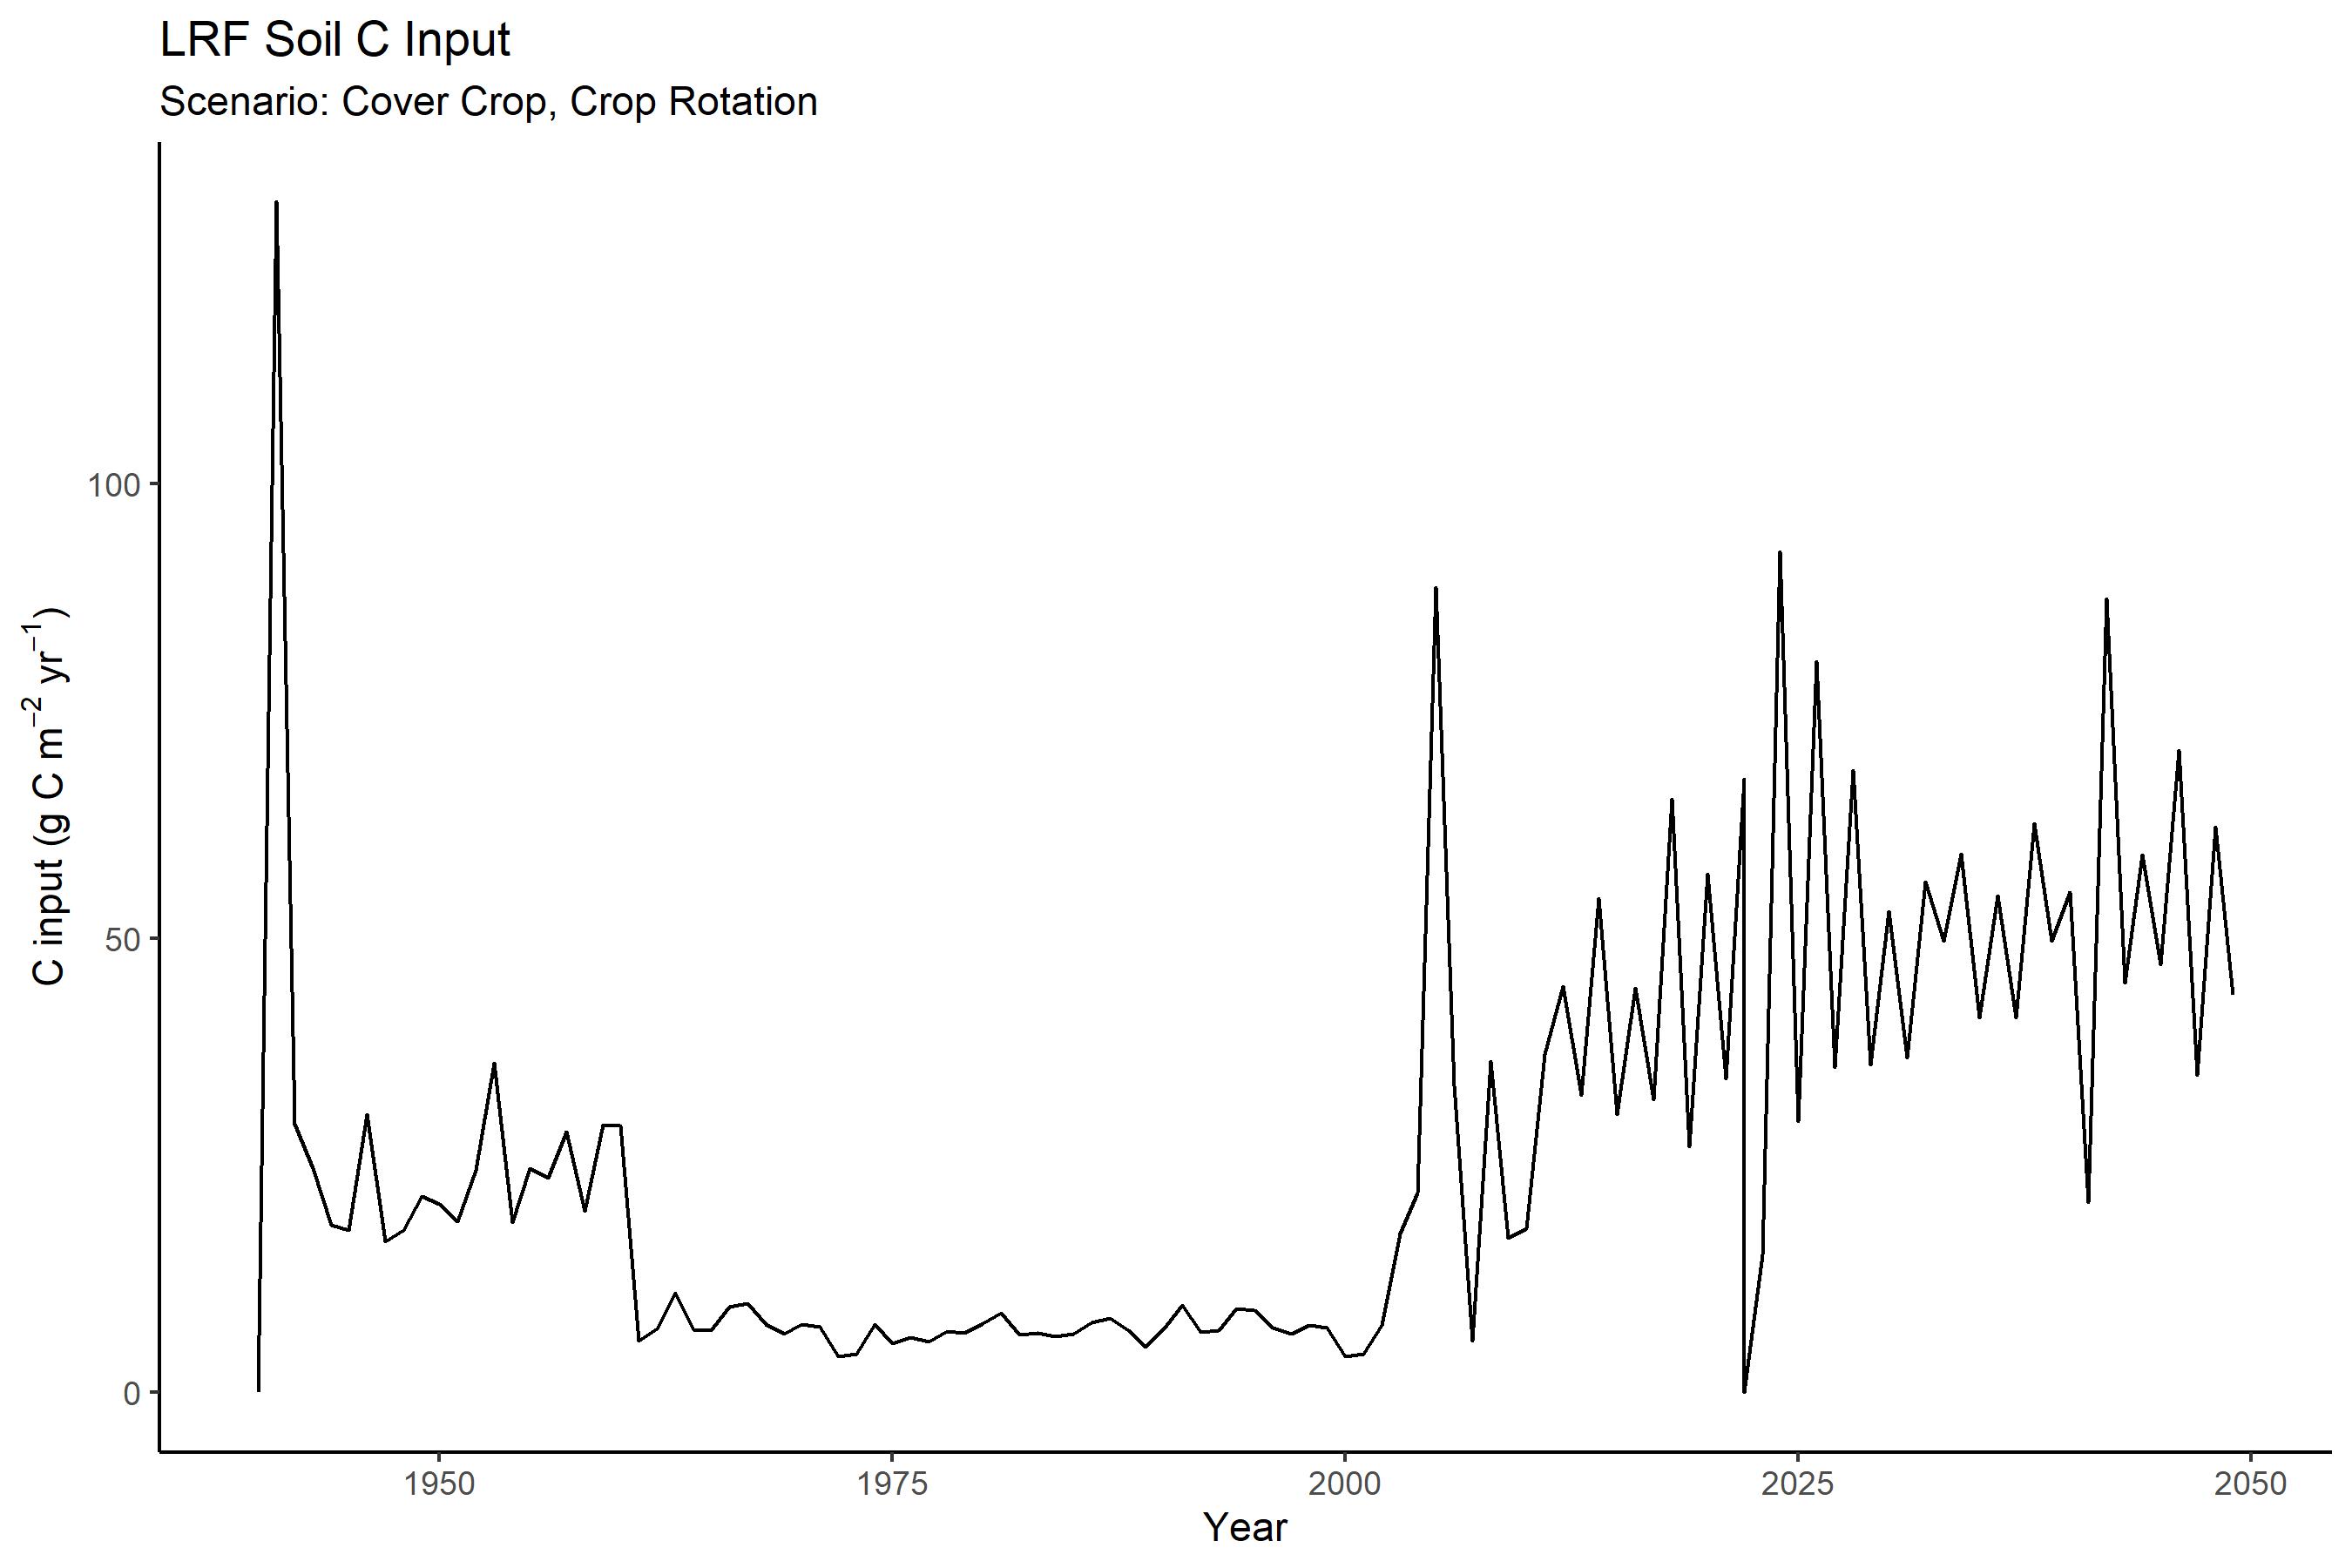 LRF Soil C Input
Scenario: Cover Crop, Crop Rotation
C input (g C m⁻² yr⁻¹)
100
50
0
1950 1975 2000 2025 2050
Year